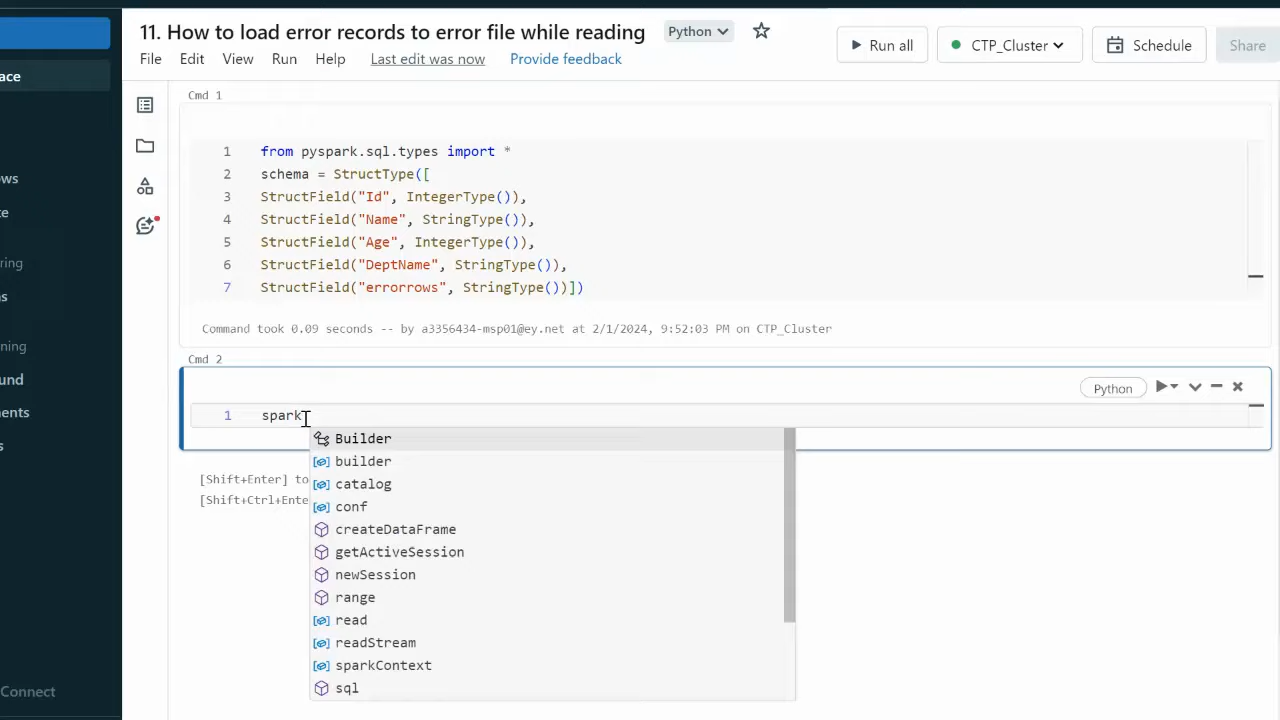 11. How to load error records to error file while reading Python
Run all CTP_Cluster Schedule Share
File Edit View Run Help Last edit was now Provide feedback
ace
ws
te
ring
ns
ning
und
ments
s
Connect
Cmd 1
1 from pyspark.sql.types import *
2 schema = StructType([
3 StructField("Id", IntegerType()),
4 StructField("Name", StringType()),
5 StructField("Age", IntegerType()),
6 StructField("DeptName", StringType()),
7 StructField("errorrows", StringType())])
Command took 0.09 seconds -- by a3356434-msp01@ey.net at 2/1/2024, 9:52:03 PM on CTP_Cluster
Cmd 2
Python
1 spark
Builder
builder
catalog
conf
createDataFrame
getActiveSession
newSession
range
read
readStream
sparkContext
sql
[Shift+Enter] to
[Shift+Ctrl+Ente